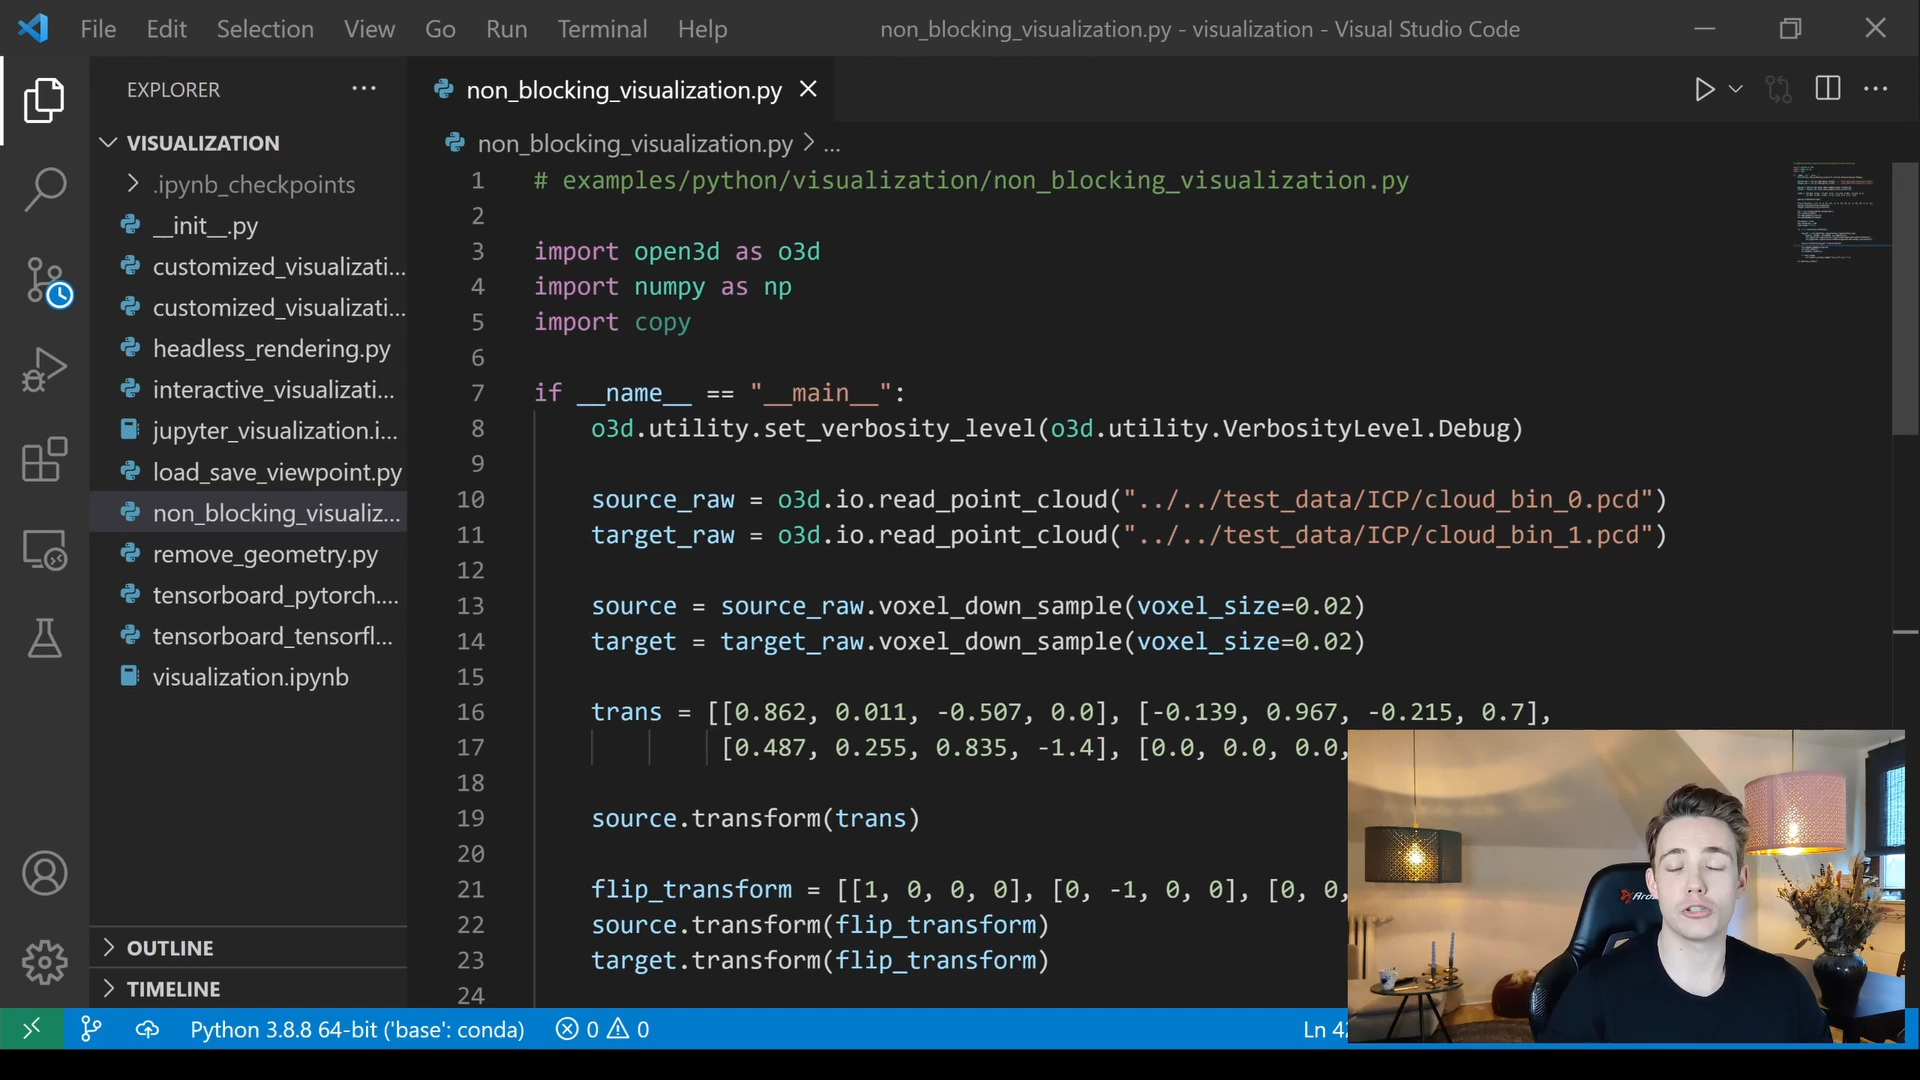 File Edit Selection View Go Run Terminal Help non_blocking_visualization.py - visualization - Visual Studio Code
EXPLORER
VISUALIZATION
.ipynb_checkpoints
__init__.py
customized_visualizati...
customized_visualizati...
headless_rendering.py
interactive_visualizati...
jupyter_visualization.i...
load_save_viewpoint.py
non_blocking_visualiz...
remove_geometry.py
tensorboard_pytorch....
tensorboard_tensorfl...
visualization.ipynb
OUTLINE
TIMELINE
non_blocking_visualization.py
non_blocking_visualization.py > ...
1 # examples/python/visualization/non_blocking_visualization.py
2
3 import open3d as o3d
4 import numpy as np
5 import copy
6
7 if __name__ == "__main__":
8 o3d.utility.set_verbosity_level(o3d.utility.VerbosityLevel.Debug)
9
10 source_raw = o3d.io.read_point_cloud("../../test_data/ICP/cloud_bin_0.pcd")
11 target_raw = o3d.io.read_point_cloud("../../test_data/ICP/cloud_bin_1.pcd")
12
13 source = source_raw.voxel_down_sample(voxel_size=0.02)
14 target = target_raw.voxel_down_sample(voxel_size=0.02)
15
16 trans = [[0.862, 0.011, -0.507, 0.0], [-0.139, 0.967, -0.215, 0.7],
17 [0.487, 0.255, 0.835, -1.4], [0.0, 0.0, 0.0,
18
19 source.transform(trans)
20
21 flip_transform = [[1, 0, 0, 0], [0, -1, 0, 0], [0, 0,
22 source.transform(flip_transform)
23 target.transform(flip_transform)
24
Python 3.8.8 64-bit ('base': conda) 0 0 Ln 42